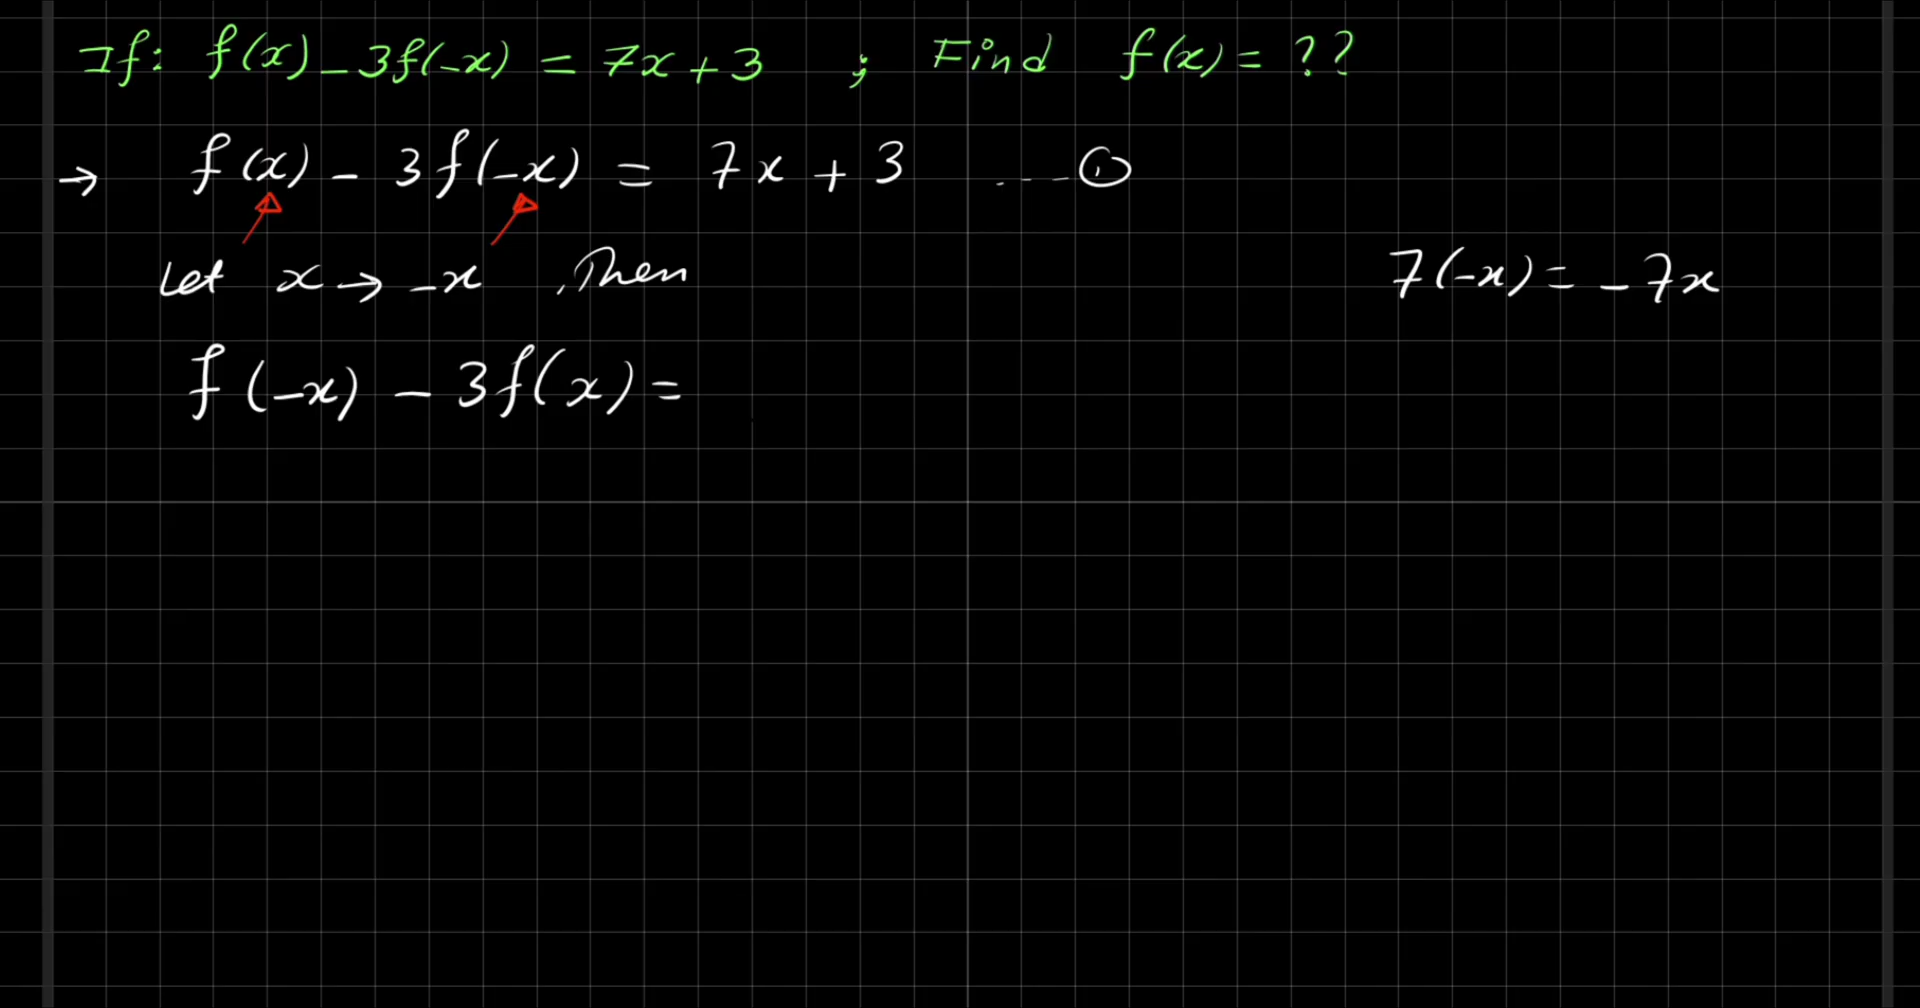 If: f(x) - 3f(-x) = 7x + 3 ; Find f(x) = ??
→ f(x) - 3f(-x) = 7x + 3 ---①
Let x → -x , Then
7(-x) = -7x
f(-x) - 3f(x) =